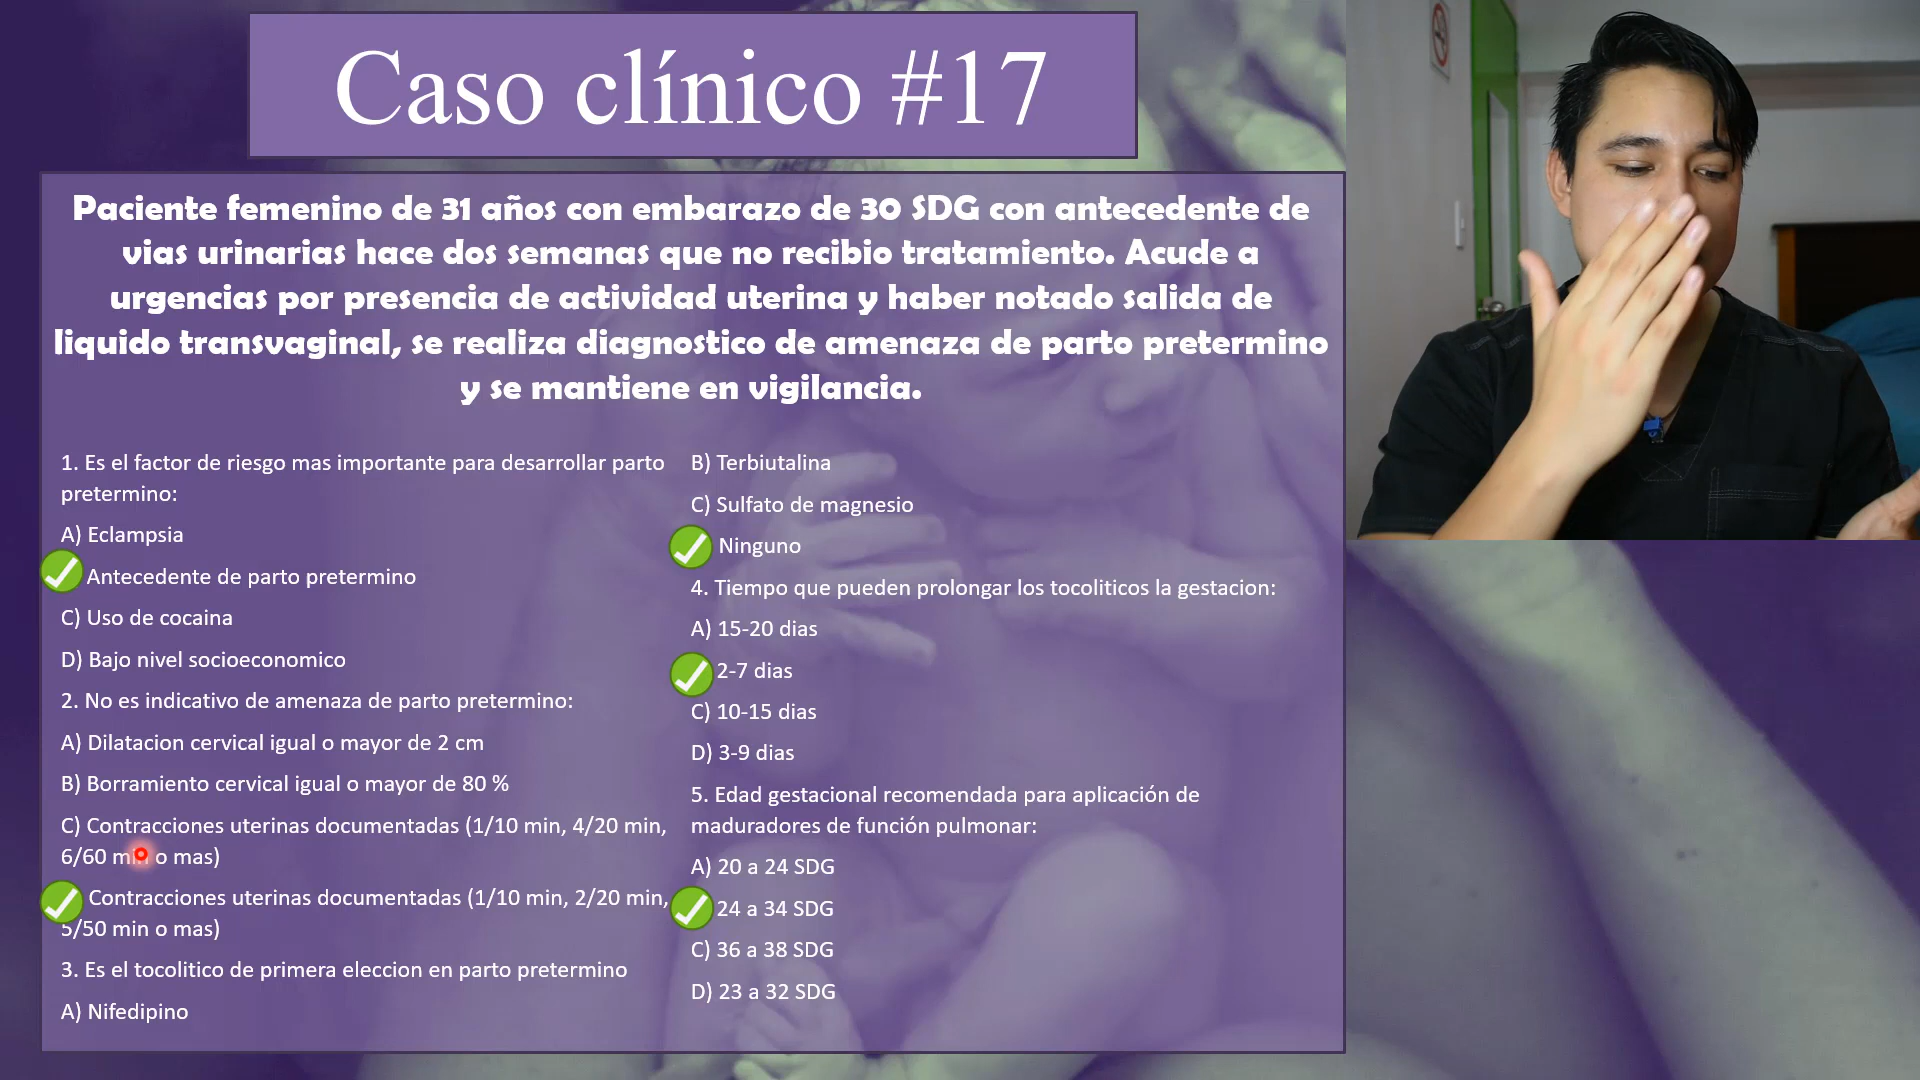 Caso clínico #17
Paciente femenino de 31 años con embarazo de 30 SDG con antecedente de
vias urinarias hace dos semanas que no recibio tratamiento. Acude a
urgencias por presencia de actividad uterina y haber notado salida de
liquido transvaginal, se realiza diagnostico de amenaza de parto pretermino
y se mantiene en vigilancia.
1. Es el factor de riesgo mas importante para desarrollar parto
pretermino:
A) Eclampsia
Antecedente de parto pretermino
C) Uso de cocaina
D) Bajo nivel socioeconomico
2. No es indicativo de amenaza de parto pretermino:
A) Dilatacion cervical igual o mayor de 2 cm
B) Borramiento cervical igual o mayor de 80 %
C) Contracciones uterinas documentadas (1/10 min, 4/20 min,
6/60 min o mas)
Contracciones uterinas documentadas (1/10 min, 2/20 min,
5/50 min o mas)
3. Es el tocolitico de primera eleccion en parto pretermino
A) Nifedipino
B) Terbiutalina
C) Sulfato de magnesio
Ninguno
4. Tiempo que pueden prolongar los tocoliticos la gestacion:
A) 15-20 dias
2-7 dias
C) 10-15 dias
D) 3-9 dias
5. Edad gestacional recomendada para aplicación de
maduradores de función pulmonar:
A) 20 a 24 SDG
24 a 34 SDG
C) 36 a 38 SDG
D) 23 a 32 SDG